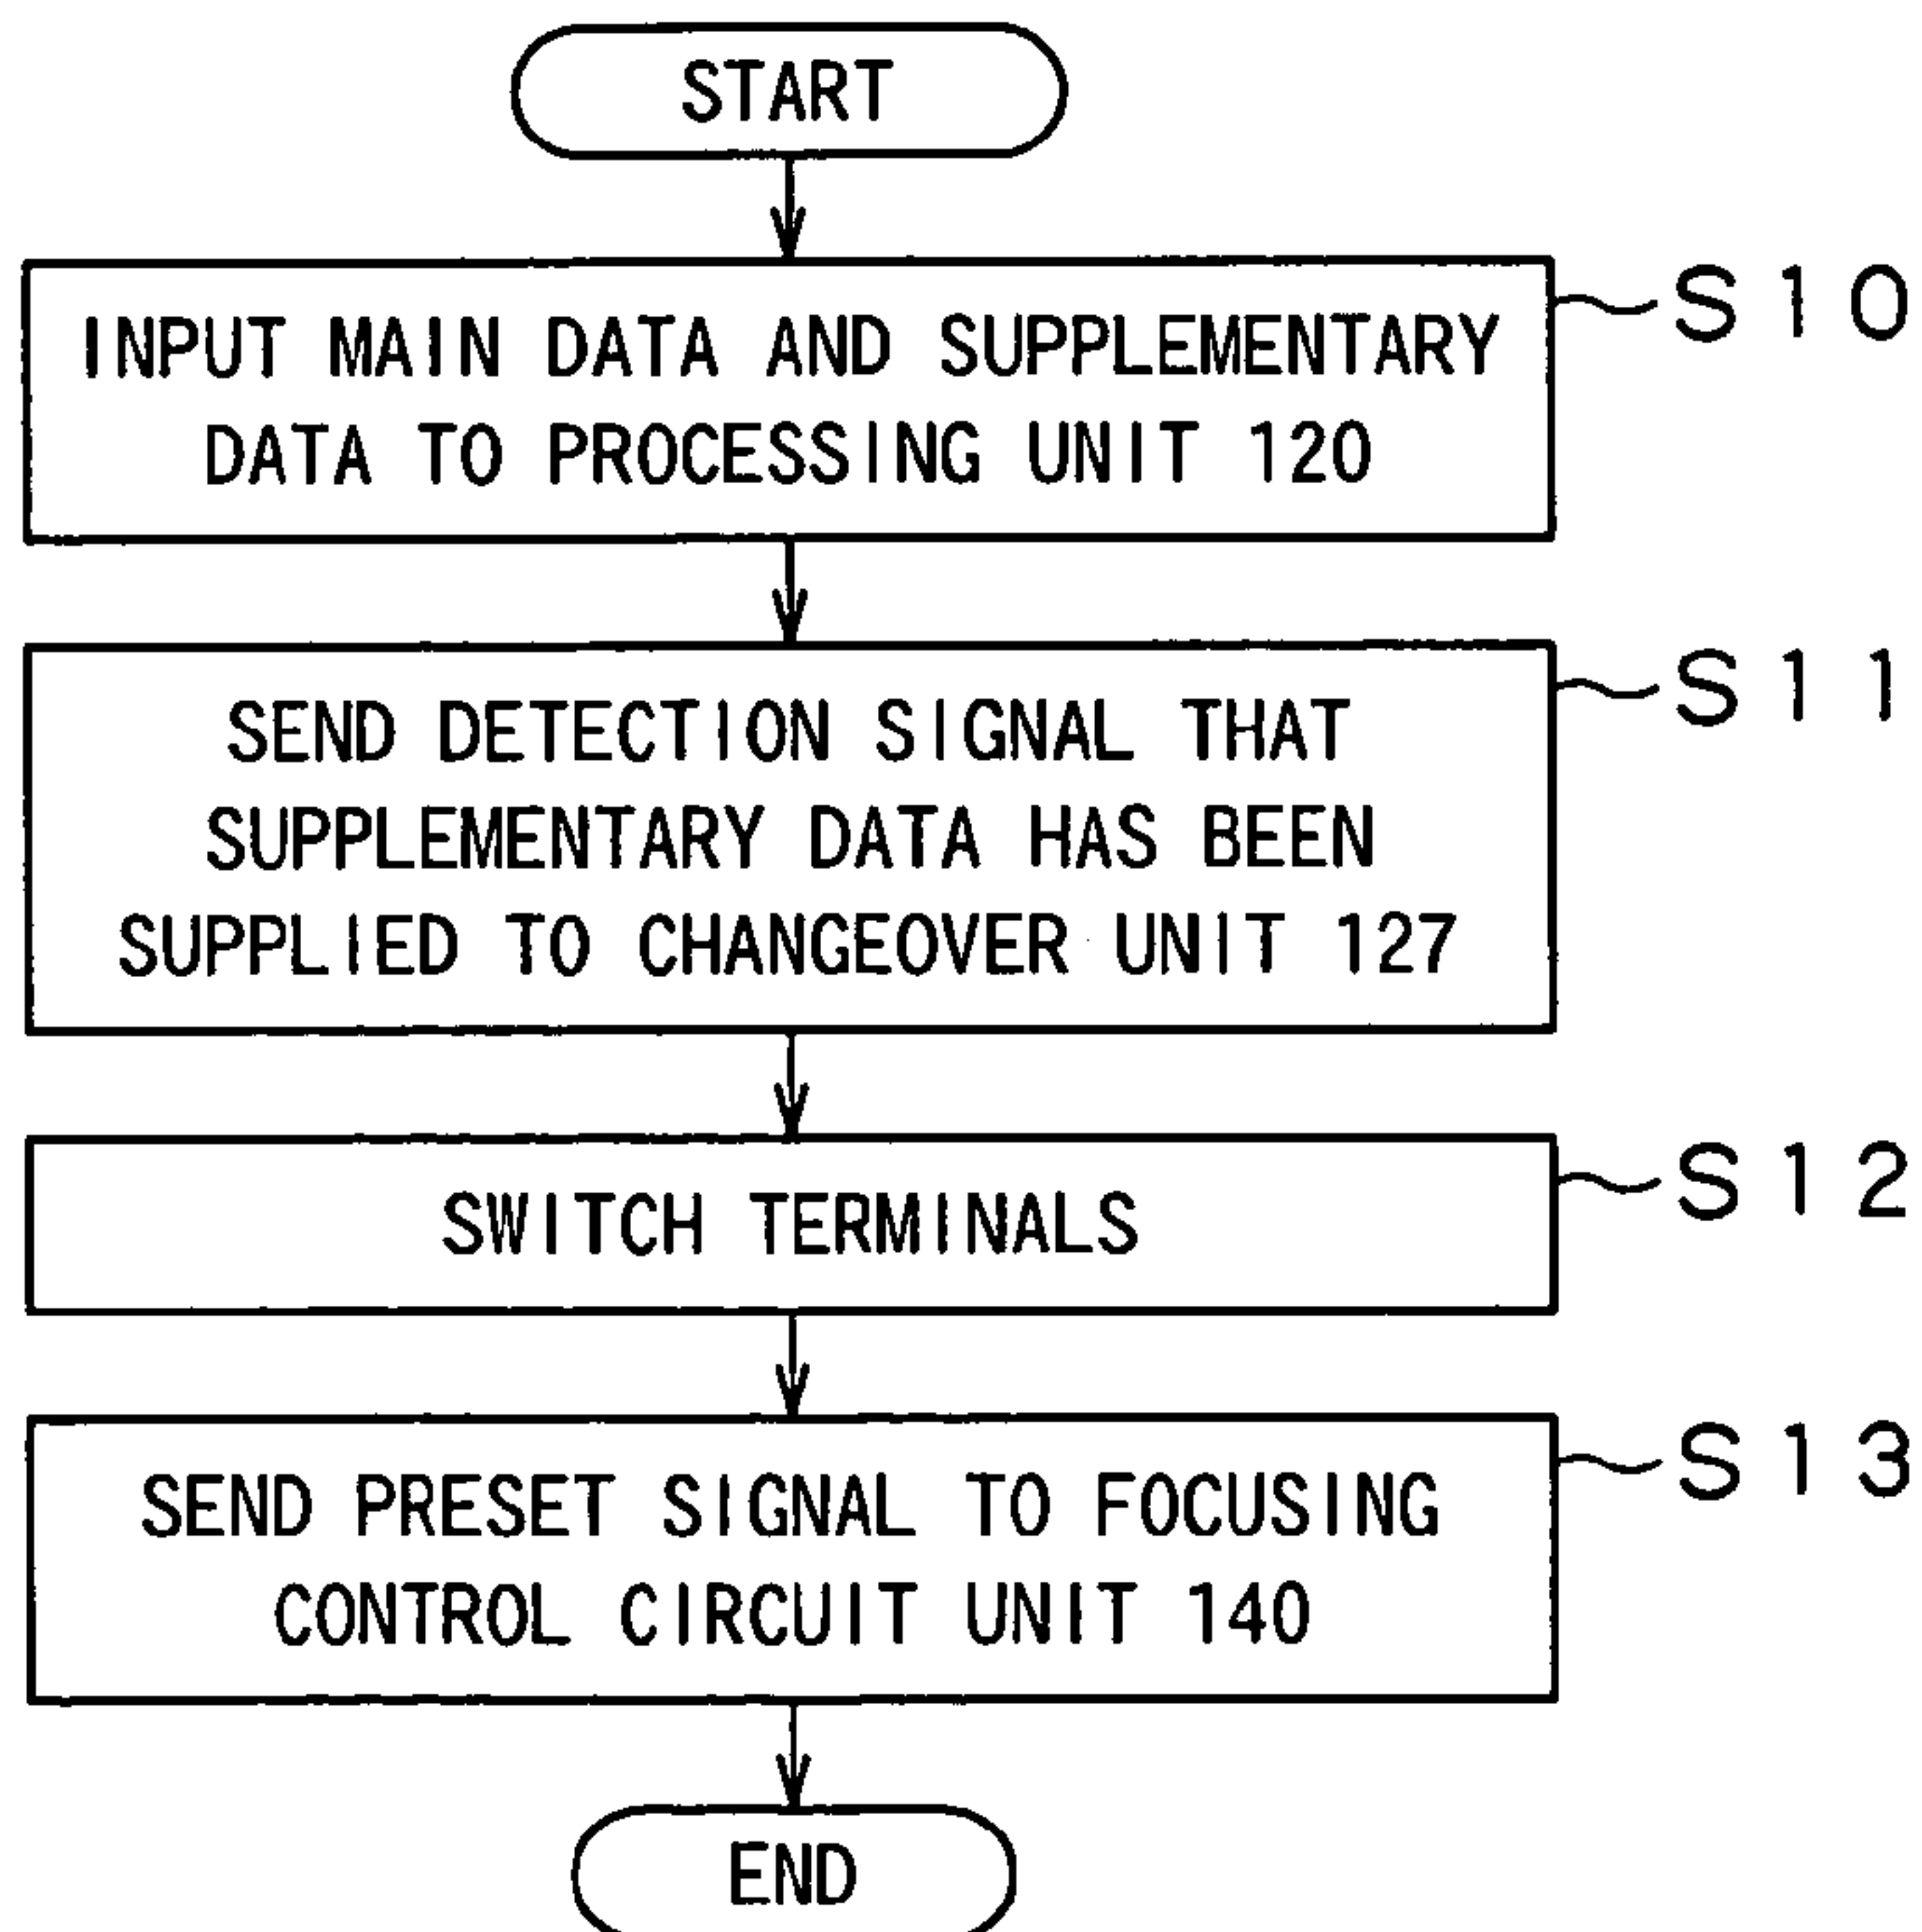 START
S10
INPUT MAIN DATA AND SUPPLEMENTARY
DATA TO PROCESSING UNIT 120
S11
SEND DETECTION SIGNAL THAT
SUPPLEMENTARY DATA HAS BEEN
SUPPLIED TO CHANGEOVER UNIT 127
S12
SWITCH TERMINALS
S13
SEND PRESET SIGNAL TO FOCUSING
CONTROL CIRCUIT UNIT 140
END